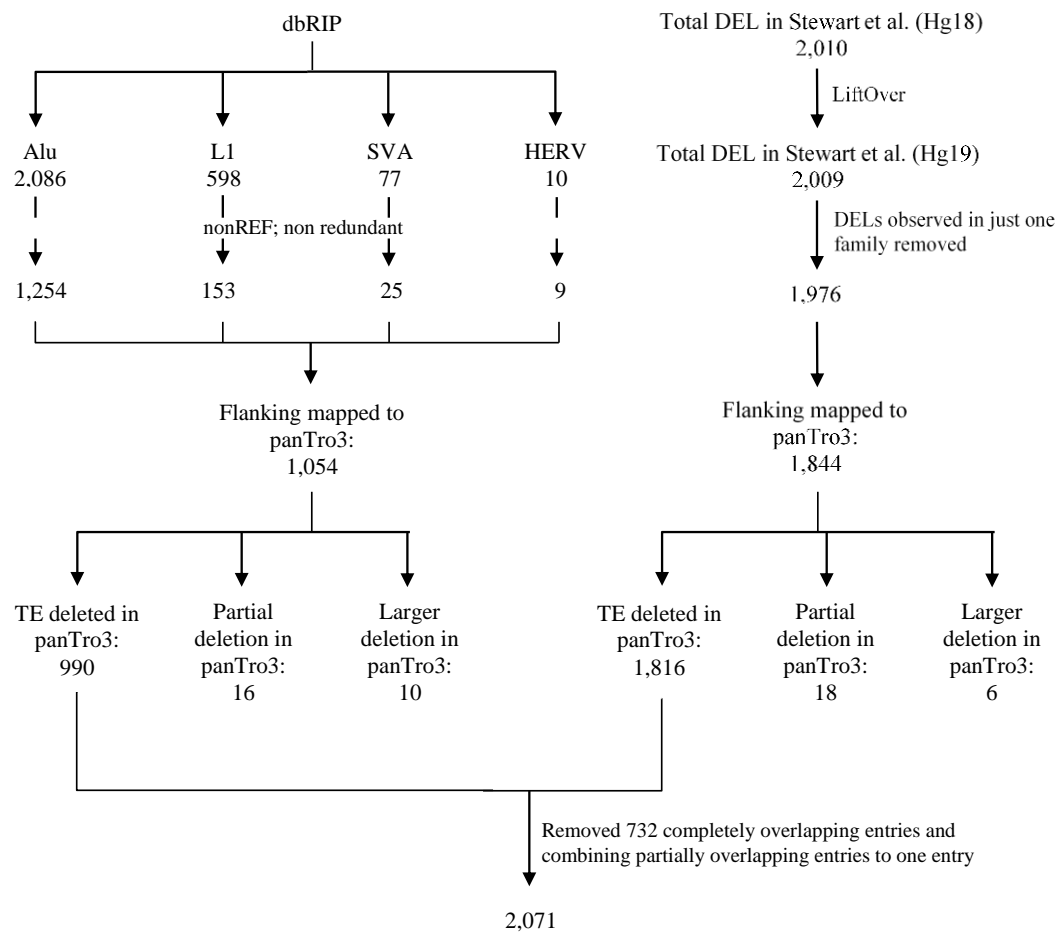 dbRIP
Total DEL in Stewart et al. (Hg18)
2,010
LiftOver
Alu
2,086
L1
598
SVA
77
HERV
10
Total DEL in Stewart et al. (Hg19)
2,009
nonREF; non redundant
DELs observed in just one
family removed
1,254
153
25
9
1,976
Flanking mapped to
panTro3:
1,054
Flanking mapped to
panTro3:
1,844
TE deleted in
panTro3:
990
Partial
deletion in
panTro3:
16
Larger
deletion in
panTro3:
10
TE deleted in
panTro3:
1,816
Partial
deletion in
panTro3:
18
Larger
deletion in
panTro3:
6
Removed 732 completely overlapping entries and
combining partially overlapping entries to one entry
2,071